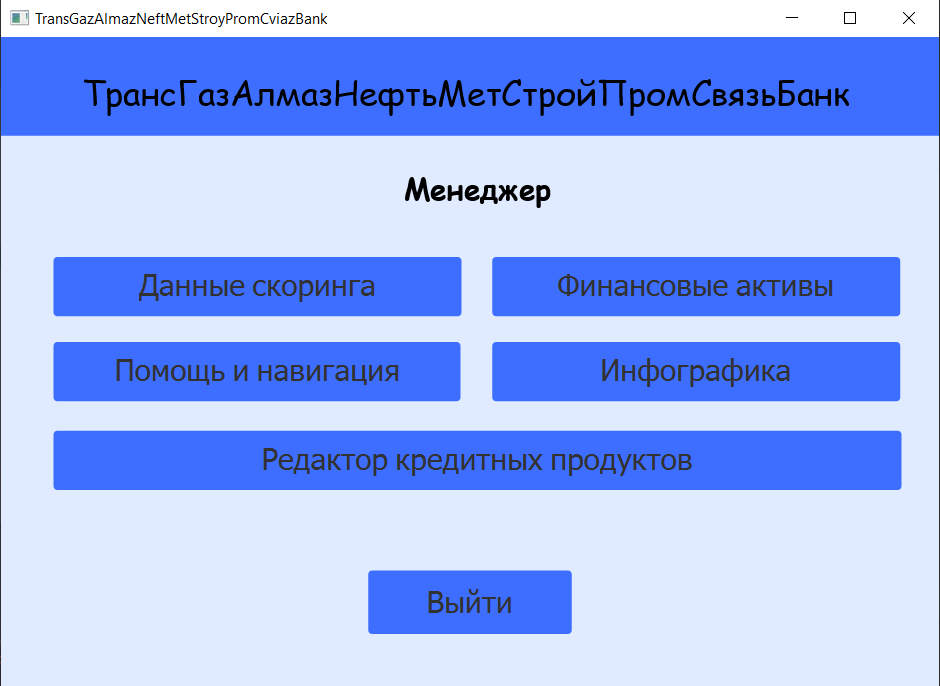 TransGazAlmazNeftMetStroyPromCviazBank
ТрансГазАлмазНефтьМетСтройПромСвязьБанк
Менеджер
Данные скоринга
Финансовые активы
Помощь и навигация
Инфографика
Редактор кредитных продуктов
Выйти